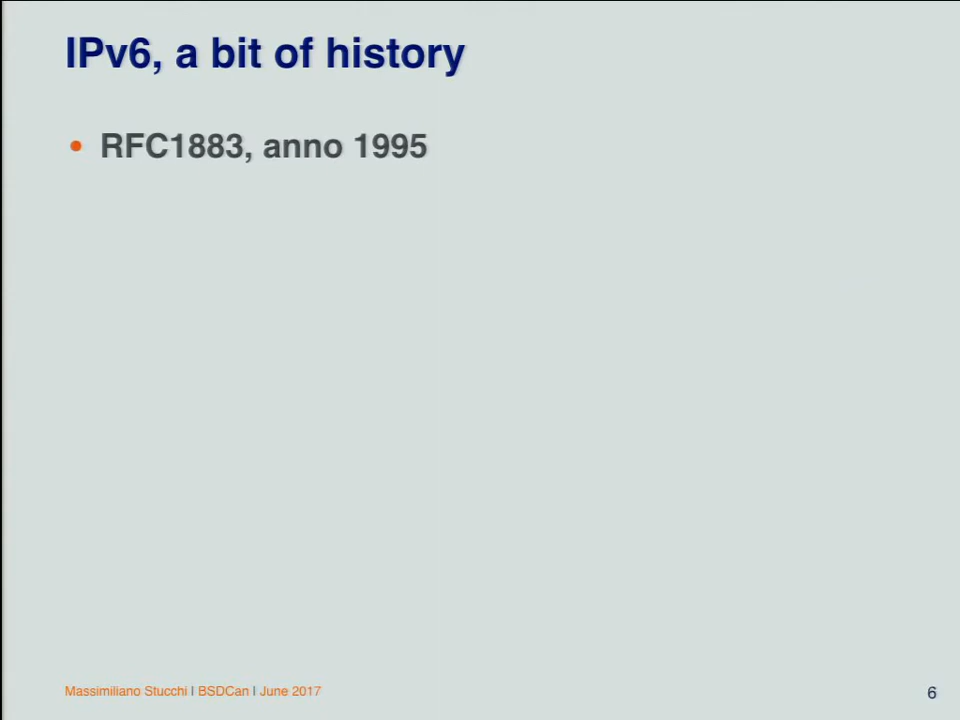 IPv6, a bit of history
• RFC1883, anno 1995
Massimiliano Stucchi | BSDCan | June 2017
6